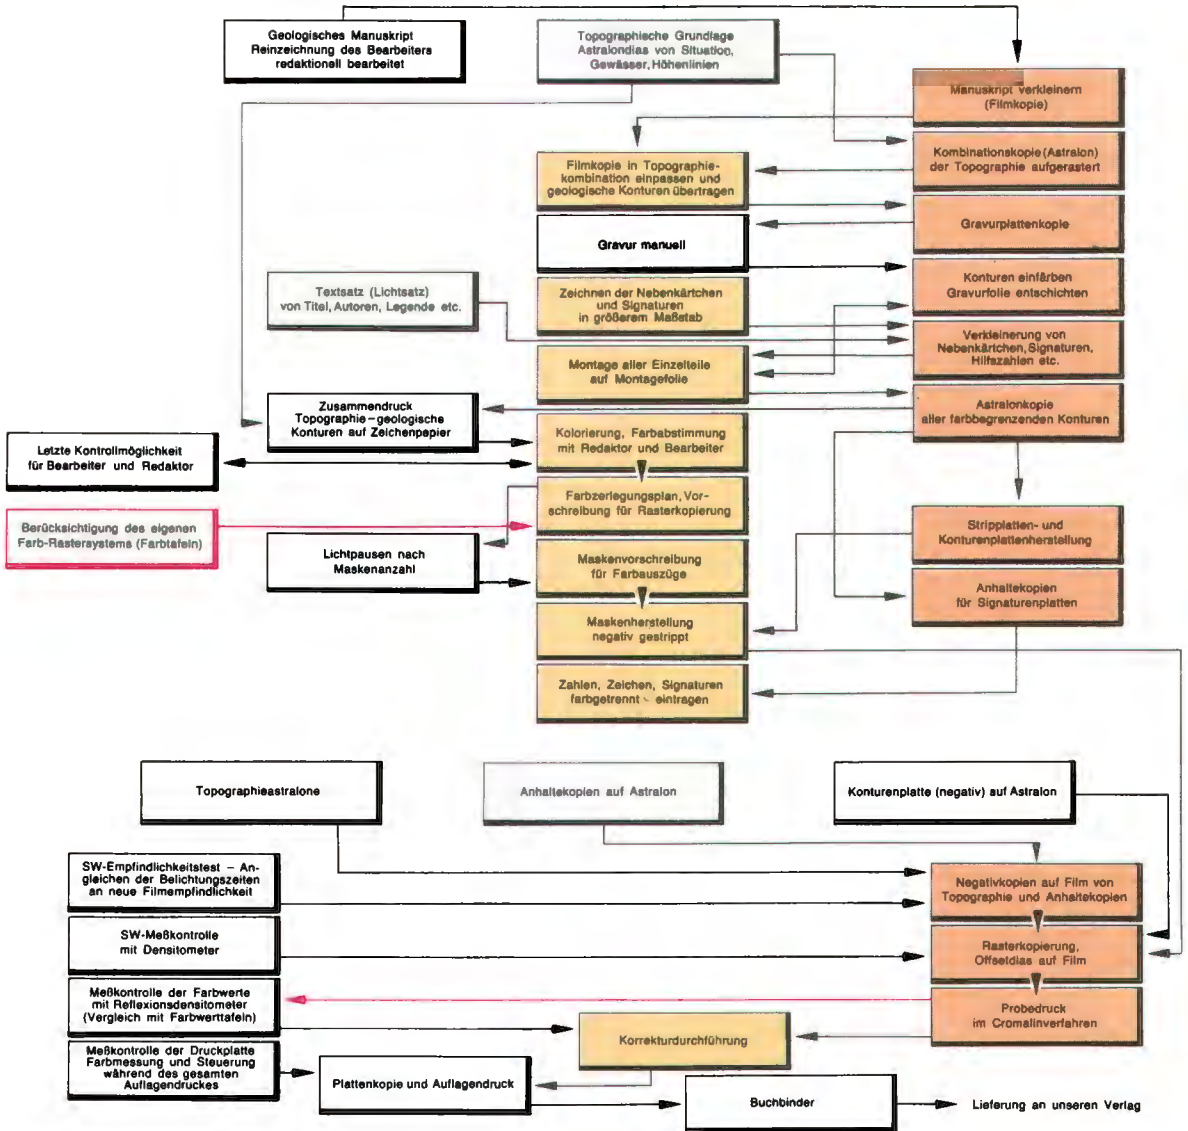 Geologisches Manuskript
Reinzeichnung des Bearbeiters
redaktionell bearbeitet
Topographische Grundlage
Astralondias von Situation,
Gewässer, Höhenlinien
Manuskript verkleinern
(Filmkopie)
Kombinationskopie (Astralon)
der Topographie aufgerastert
Filmkopie in Topographie-
kombination einpassen und
geologische Konturen übertragen
Gravurplattenkopie
Gravur manuell
Konturen einfärben
Gravurfolie entschichten
Textsatz (Lichtsatz)
von Titel, Autoren, Legende etc.
Zeichnen der Nebenkärtchen
und Signaturen
in größerem Maßstab
Verkleinerung von
Nebenkärtchen, Signaturen,
Hilfszahlen etc.
Montage aller Einzelteile
auf Montagefolie
Astralonkopie
aller farbbegrenzenden Konturen
Zusammendruck
Topographie-geologische
Konturen auf Zeichenpapier
Kolorierung, Farbabstimmung
mit Redaktor und Bearbeiter
Letzte Kontrollmöglichkeit
für Bearbeiter und Redaktor
Farbzerlegungsplan, Vor-
schreibung für Rasterkopierung
Berücksichtigung des eigenen
Farb-Rastersystems (Farbtafeln)
Stripplatten- und
Konturenplattenherstellung
Lichtpausen nach
Maskenanzahl
Maskenvorschreibung
für Farbauszüge
Anhaltekopien
für Signaturenplatten
Maskenherstellung
negativ gestrippt
Zahlen, Zeichen, Signaturen
farbgetrennt - eintragen
Topographieastralone
Anhaltekopien auf Astralon
Konturenplatte (negativ) auf Astralon
SW-Empfindlichkeitstest – An-
gleichen der Belichtungszeiten
an neue Filmempfindlichkeit
Negativkopien auf Film von
Topographie und Anhaltekopien
SW-Meßkontrolle
mit Densitometer
Rasterkopierung,
Offsetdias auf Film
Meßkontrolle der Farbwerte
mit Reflexionsdensitometer
(Vergleich mit Farbwerttafeln)
Probedruck
im Cromalinverfahren
Korrekturdurchführung
Meßkontrolle der Druckplatte
Farbmessung und Steuerung
während des gesamten
Auflagendruckes
Plattenkopie und Auflagendruck
Buchbinder
Lieferung an unseren Verlag